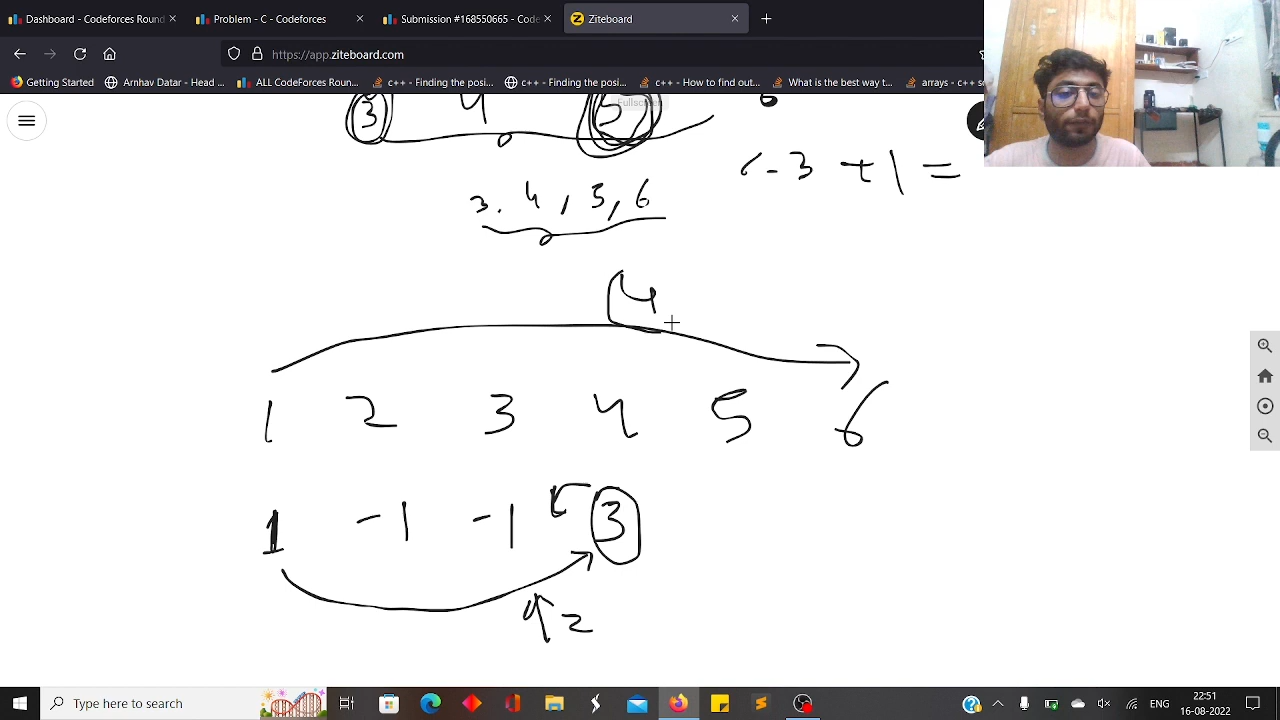 Dashboard - Codeforces Round
Problem - C - Codeforces
Submission #168550665 - Code
Ziteboard
https://app.ziteboard.com
Getting Started
Arnhav Datar - Head ...
ALL CodeForces Roun...
c++ - Finding the posi...
c++ - Finding the posi...
c++ - How to find out...
What is the best way t...
arrays - c++ s
Fullscreen
3 4 5 6
6 - 3 + 1 =
3. 4, 5, 6
4
1 2 3 4 5 6
1 -1 -1 3
2
Type here to search
ENG
22:51
16-08-2022